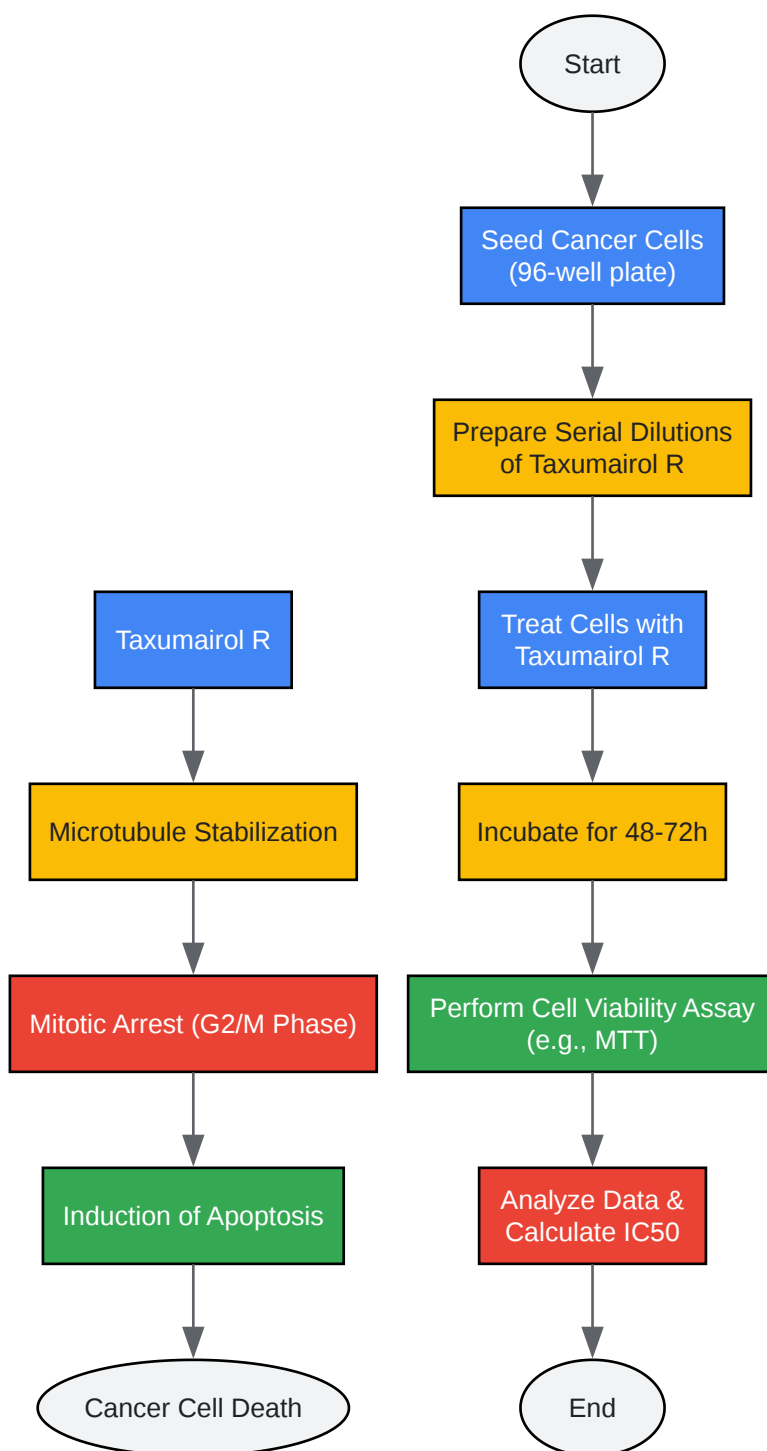 Start
Seed Cancer Cells
(96-well plate)
Prepare Serial Dilutions
of Taxumairol R
Treat Cells with
Taxumairol R
Incubate for 48-72h
Perform Cell Viability Assay
(e.g., MTT)
Analyze Data &
Calculate IC50
End
Taxumairol R
Microtubule Stabilization
Mitotic Arrest (G2/M Phase)
Induction of Apoptosis
Cancer Cell Death